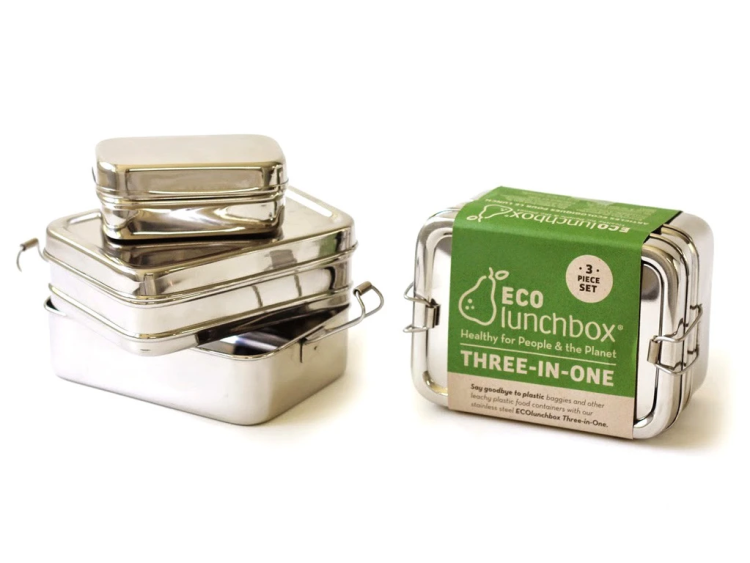 ECOlunchbox®
· 3 ·
PIECE
SET
ECO
lunchbox®
Healthy for People & the Planet
THREE-IN-ONE
Say goodbye to plastic baggies and other
leachy plastic food containers with our
stainless steel ECOlunchbox Three-in-One.